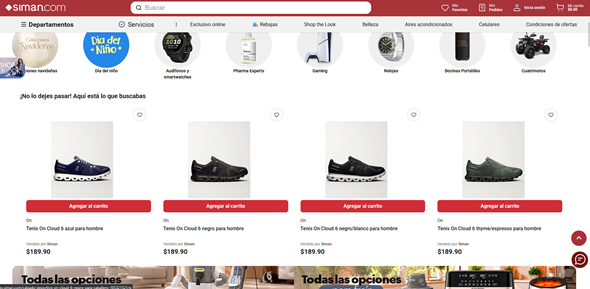 siman.com
Buscar
Mis
Favoritos
Mis
Pedidos
Inicia sesión
Mi carrito
$0.00
Departamentos
Servicios
Exclusivo online
Rebajas
Shop the Look
Belleza
Aires acondicionados
Celulares
Condiciones de ofertas
Colecciones
Navideñas
Día del
Niño
1010
iones navideñas
Día del niño
Audífonos y
smartwatches
Pharma Experts
Gaming
Relojes
Bocinas Portátiles
Cuatrimotos
¡No lo dejes pasar! Aquí está lo que buscabas
Agregar al carrito
Agregar al carrito
Agregar al carrito
Agregar al carrito
On
On
On
On
Tenis On Cloud 6 azul para hombre
Tenis On Cloud 6 negro para hombre
Tenis On Cloud 6 negro/blanco para hombre
Tenis On Cloud 6 thyme/espresso para hombre
Vendido por Siman
Vendido por Siman
Vendido por Siman
Vendido por Siman
$189.90
$189.90
$189.90
$189.90
Todas las opciones
Todas las opciones